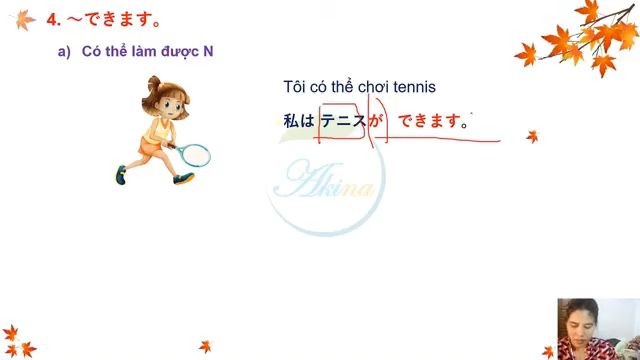 4. ～できます。
a) Có thể làm được N
Tôi có thể chơi tennis
私は テニスが できます。
Akina